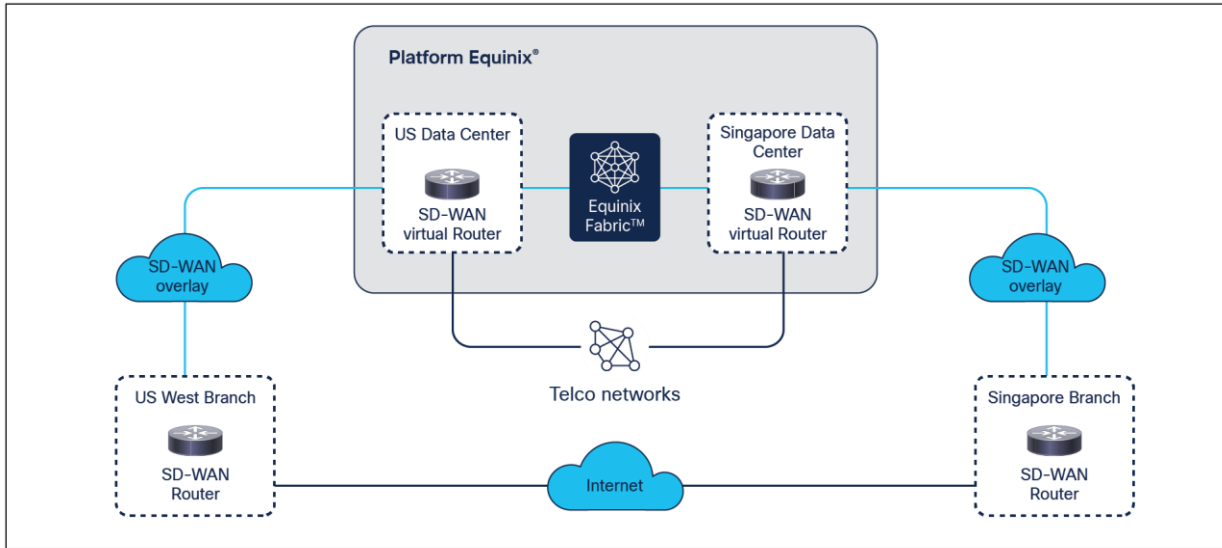 Platform Equinix®
US Data Center
SD-WAN
virtual Router
Equinix
Fabric™
Singapore Data
Center
SD-WAN
virtual Router
SD-WAN
overlay
SD-WAN
overlay
Telco networks
US West Branch
SD-WAN
Router
Internet
Singapore Branch
SD-WAN
Router